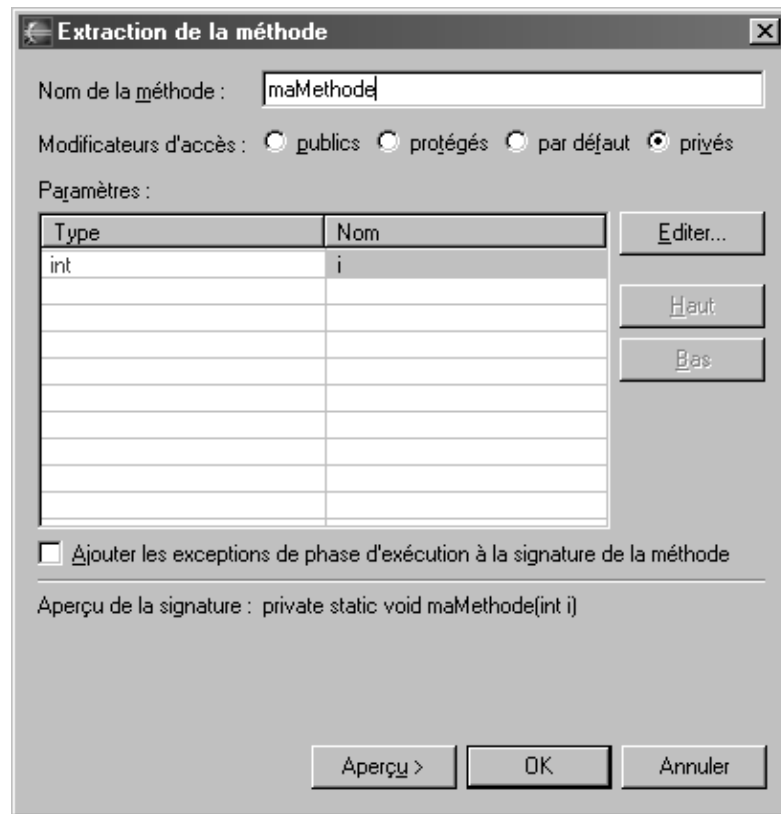 Extraction de la méthode
Nom de la méthode : maMethode
Modificateurs d'accès : publics protégés par défaut privés
Paramètres :
Type Nom Editer...
int i
Haut
Bas
Ajouter les exceptions de phase d'exécution à la signature de la méthode
Aperçu de la signature : private static void maMethode(int i)
Aperçu > OK Annuler